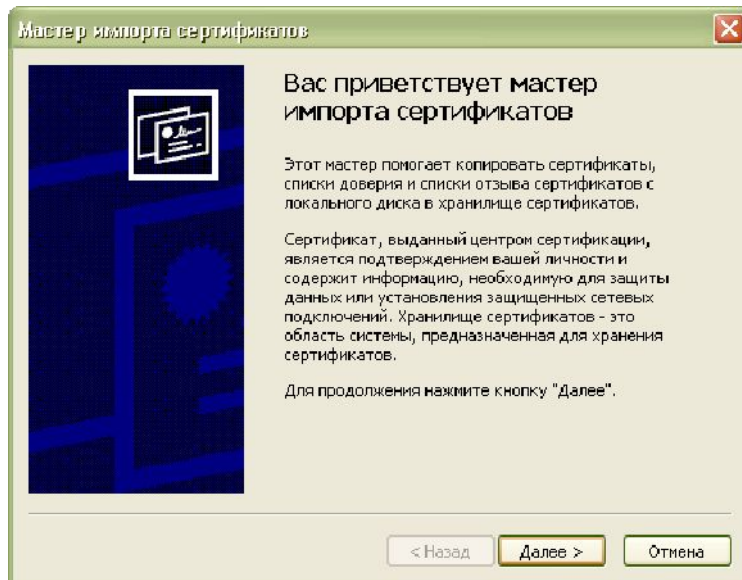 Мастер импорта сертификатов
Вас приветствует мастер
импорта сертификатов
Этот мастер помогает копировать сертификаты,
списки доверия и списки отзыва сертификатов с
локального диска в хранилище сертификатов.
Сертификат, выданный центром сертификации,
является подтверждением вашей личности и
содержит информацию, необходимую для защиты
данных или установления защищенных сетевых
подключений. Хранилище сертификатов - это
область системы, предназначенная для хранения
сертификатов.
Для продолжения нажмите кнопку "Далее".
< Назад Далее > Отмена